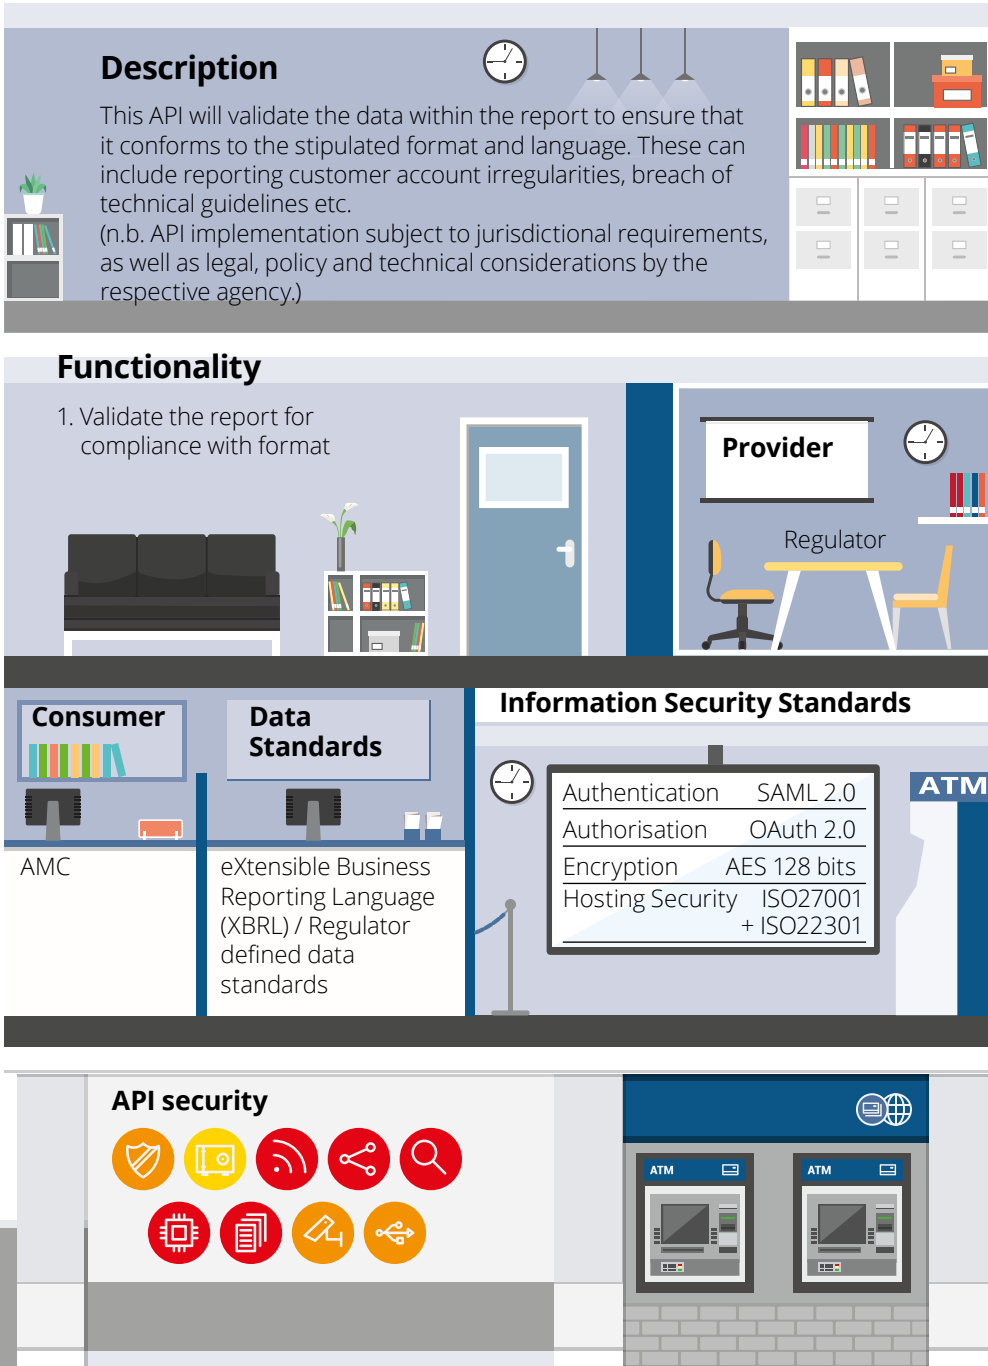 Description
This API will validate the data within the report to ensure that
it conforms to the stipulated format and language. These can
include reporting customer account irregularities, breach of
technical guidelines etc.
(n.b. API implementation subject to jurisdictional requirements,
as well as legal, policy and technical considerations by the
respective agency.)
Functionality
1. Validate the report for
compliance with format
Provider
Regulator
Consumer
AMC
Data
Standards
eXtensible Business
Reporting Language
(XBRL) / Regulator
defined data
standards
Information Security Standards
Authentication SAML 2.0
Authorisation OAuth 2.0
Encryption AES 128 bits
Hosting Security ISO27001
+ ISO22301
ATM
API security
ATM
ATM